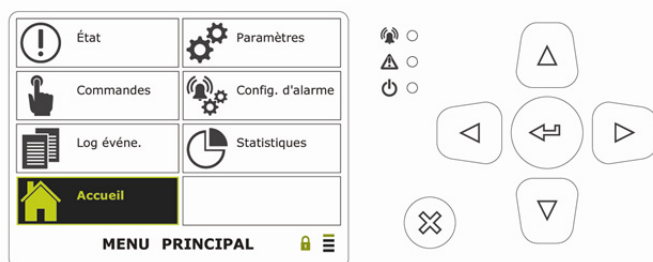 État
Paramètres
Commandes
Config. d'alarme
Log événe.
Statistiques
Accueil
MENU PRINCIPAL